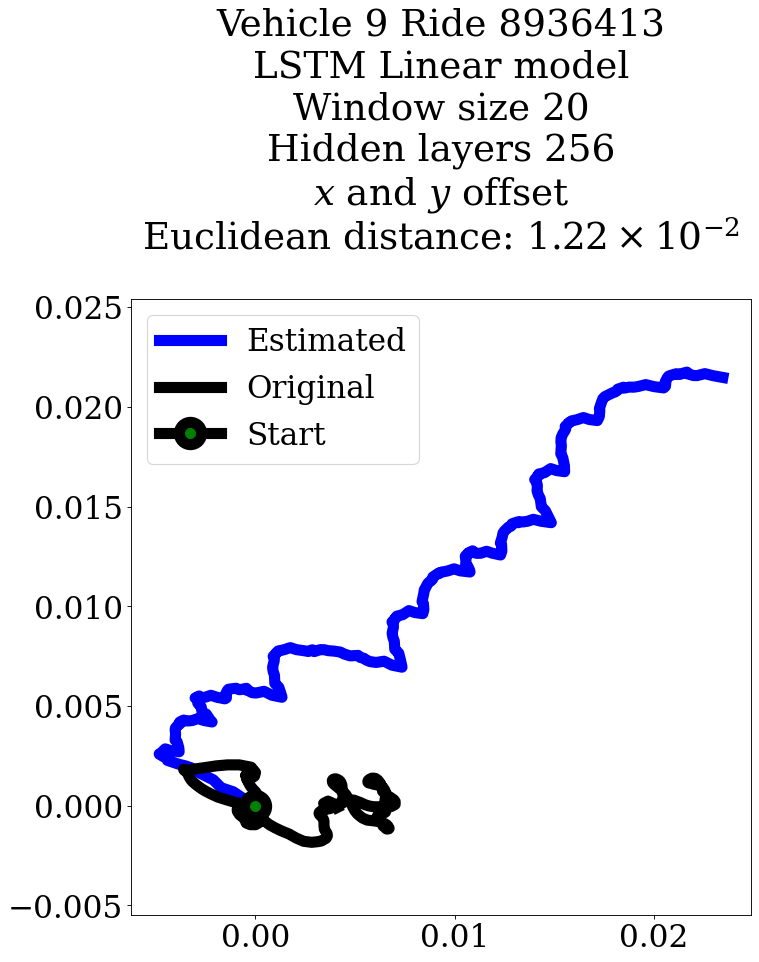 Vehicle 9 Ride 8936413
LSTM Linear model
Window size 20
Hidden layers 256
x and y offset
Euclidean distance: 1.22 × 10⁻²
0.025
0.020
0.015
0.010
0.005
0.000
−0.005
Estimated
Original
Start
0.00 0.01 0.02